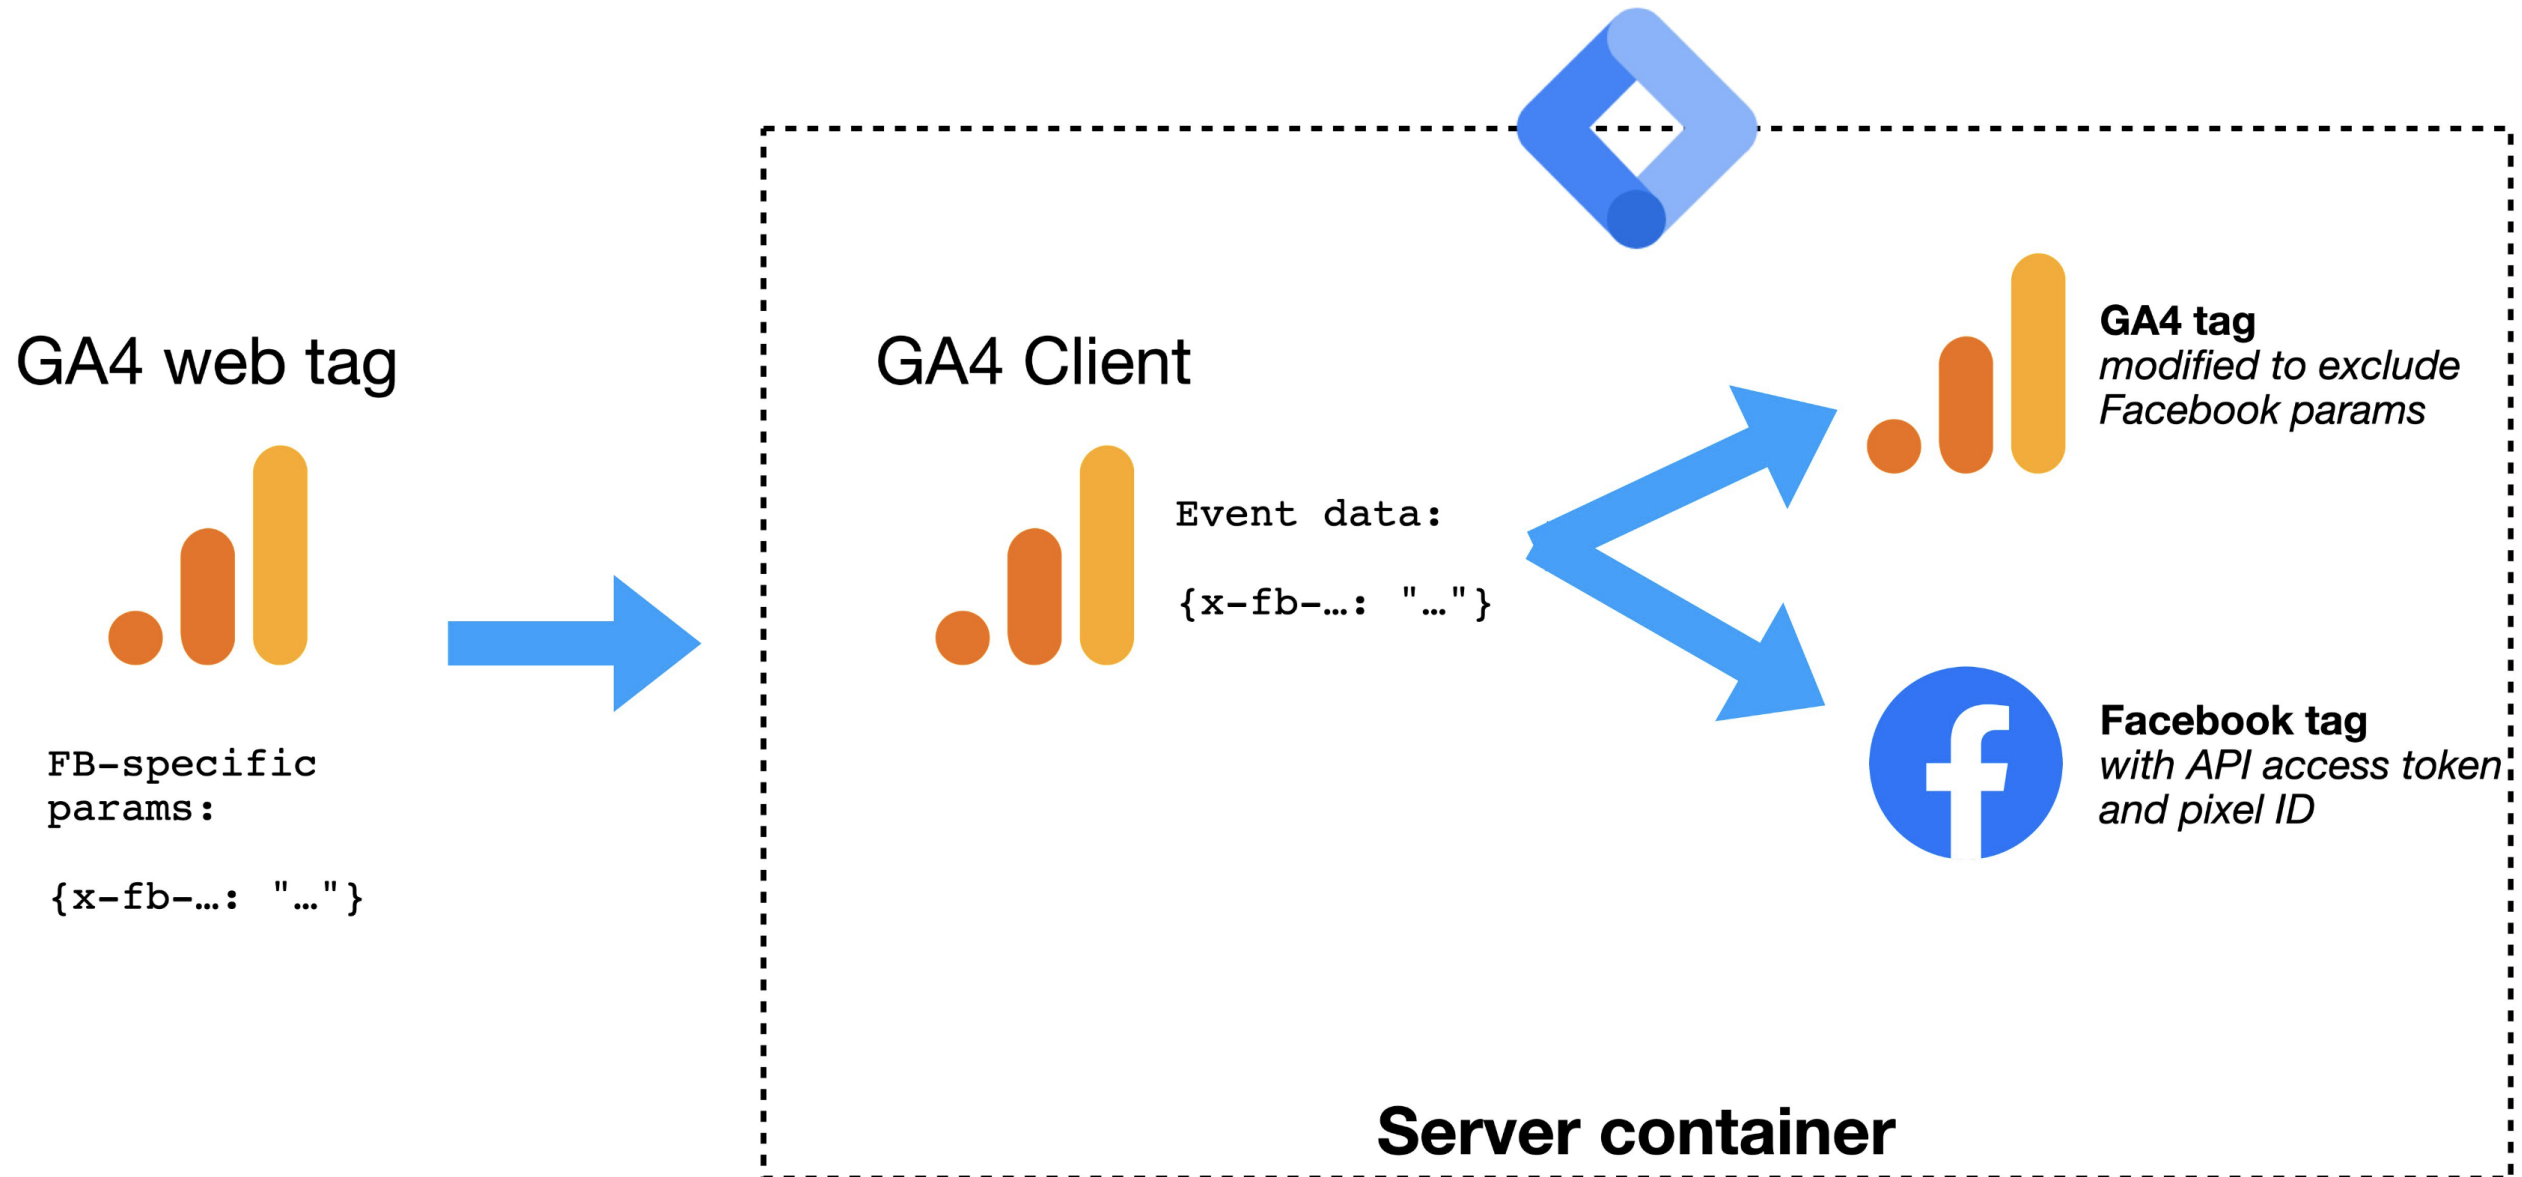 GA4 web tag
FB-specific
params:
{x-fb-…: "…"}
GA4 Client
Event data:
{x-fb-…: "…"}
GA4 tag
modified to exclude
Facebook params
Facebook tag
with API access token
and pixel ID
Server container